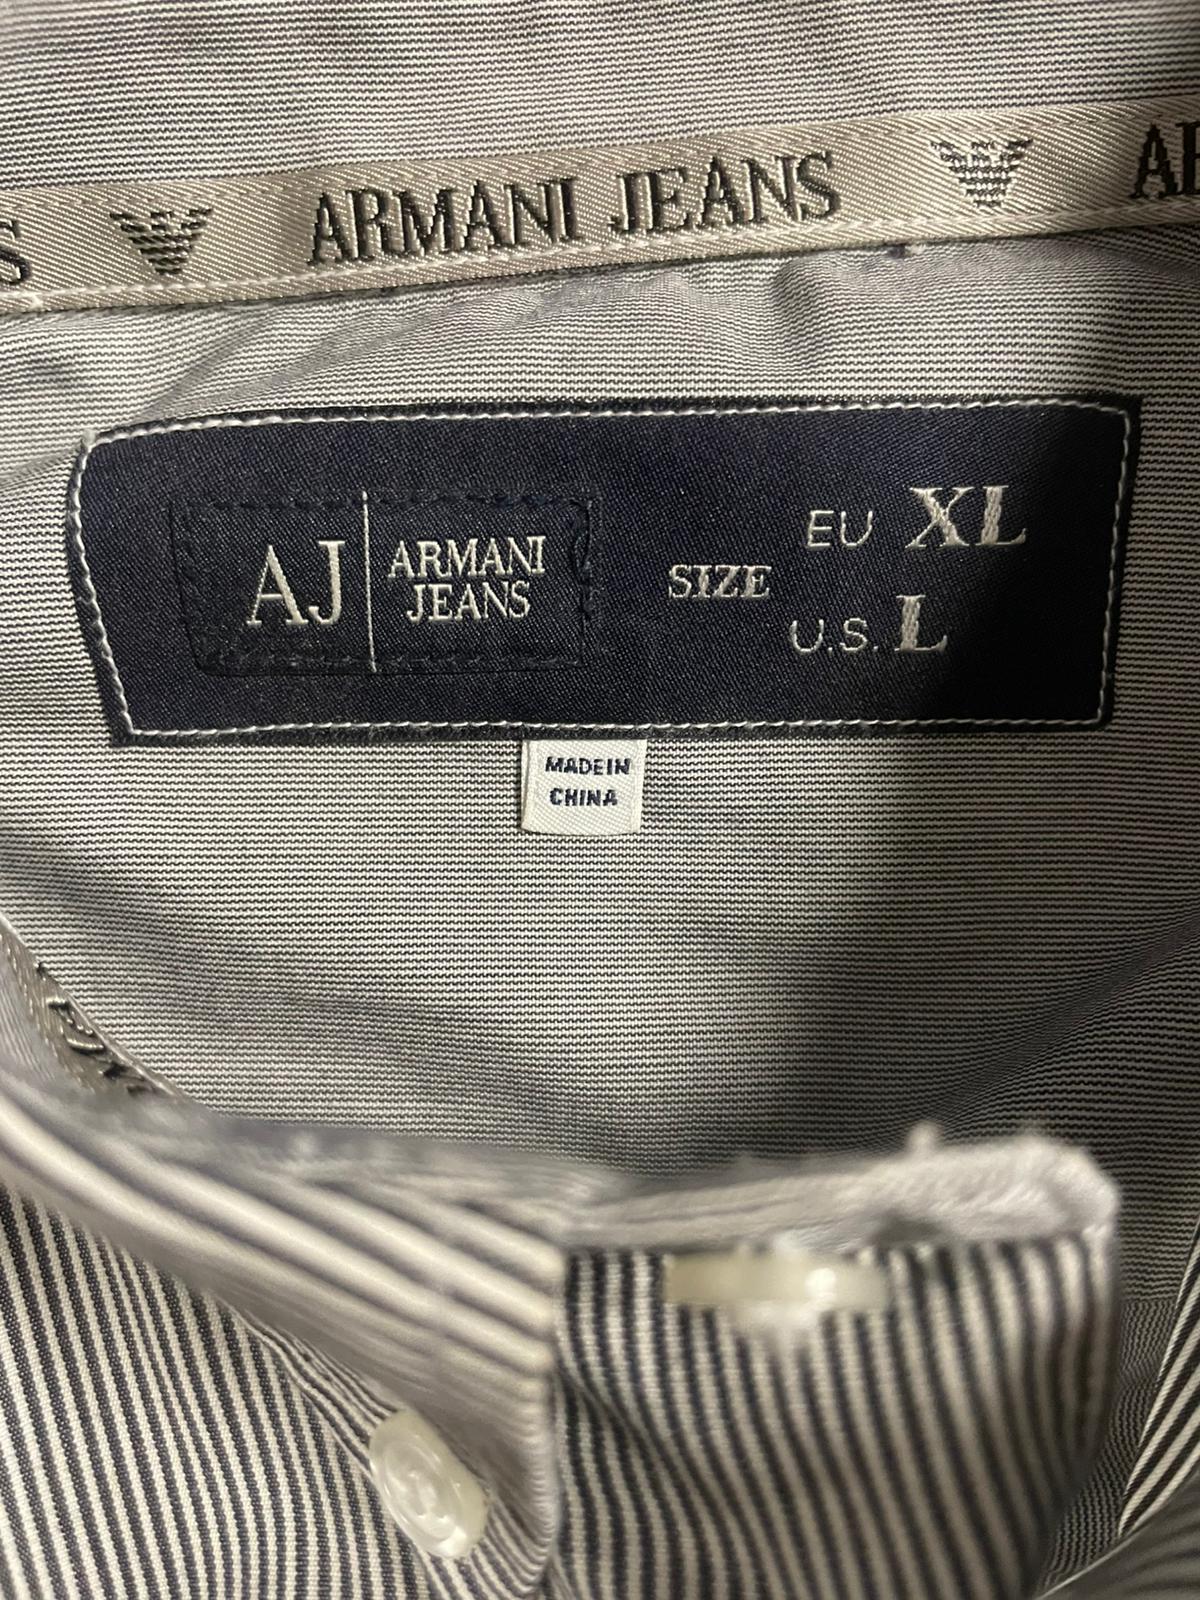 S ARMANI JEANS AR
AJ ARMANI
JEANS
SIZE
EU XL
U.S. L
MADE IN
CHINA